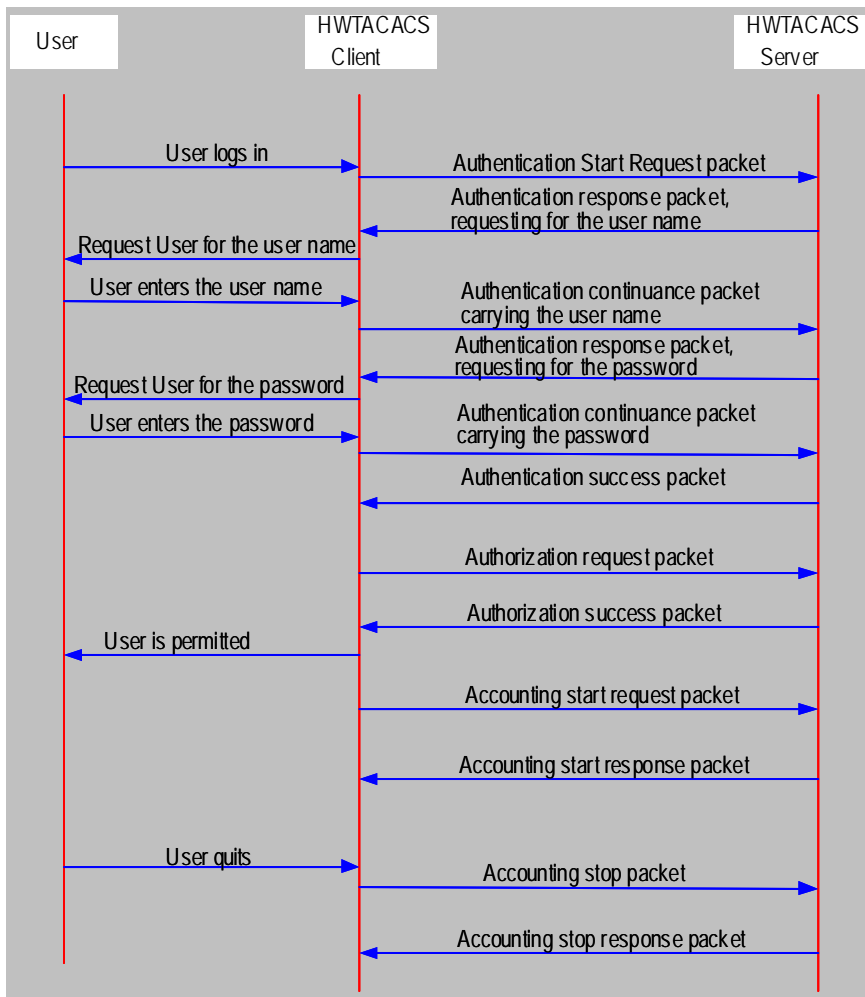 User
HWTACACS
Client
HWTACACS
Server
User logs in
Authentication Start Request packet
Authentication response packet,
requesting for the user name
Request User for the user name
User enters the user name
Authentication continuance packet
carrying the user name
Authentication response packet,
requesting for the password
Request User for the password
User enters the password
Authentication continuance packet
carrying the password
Authentication success packet
Authorization request packet
Authorization success packet
User is permitted
Accounting start request packet
Accounting start response packet
User quits
Accounting stop packet
Accounting stop response packet